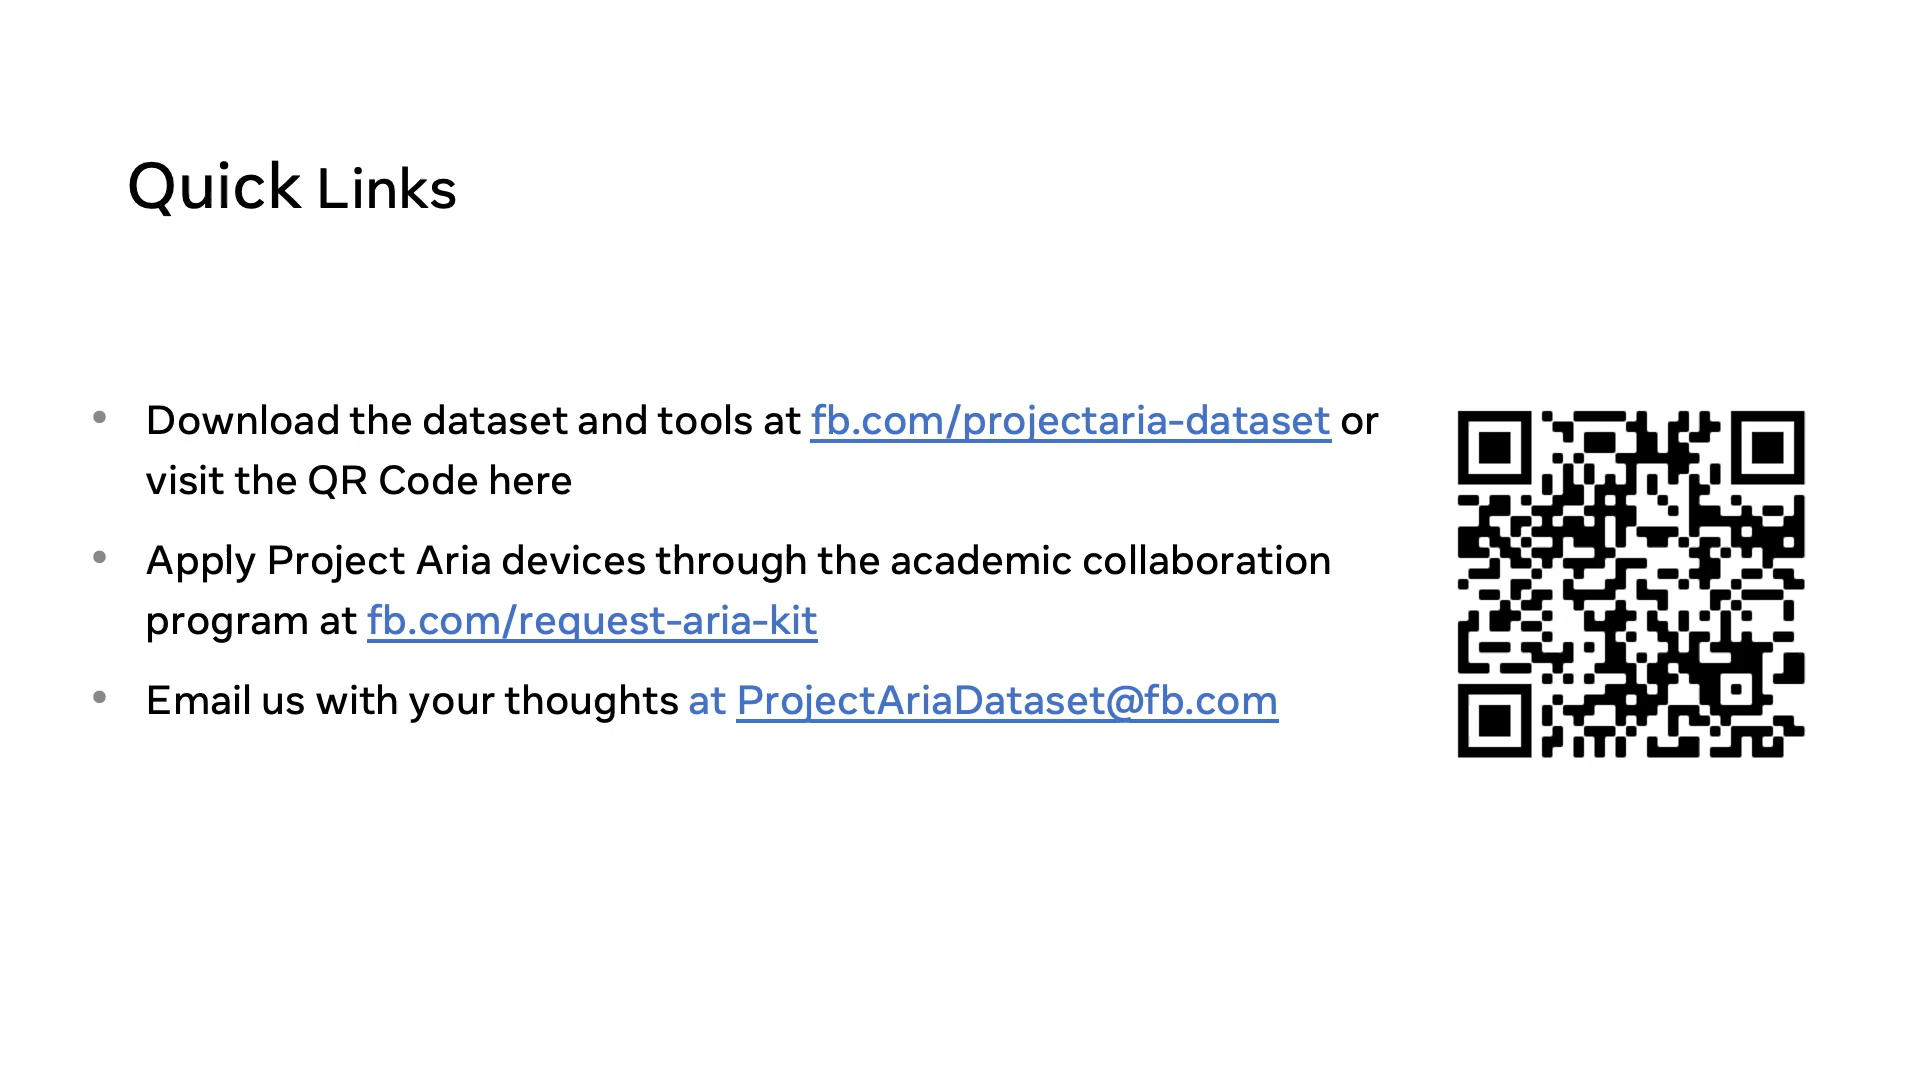 Quick Links
• Download the dataset and tools at fb.com/projectaria-dataset or
visit the QR Code here
• Apply Project Aria devices through the academic collaboration
program at fb.com/request-aria-kit
• Email us with your thoughts at ProjectAriaDataset@fb.com